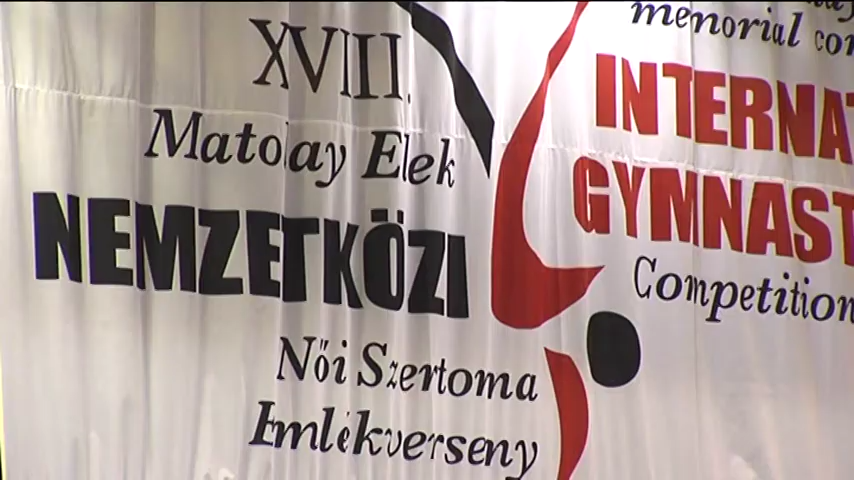 XVIII.
Matolay Elek
NEMZETKÖZI
Női Szertorna
Emlékverseny
memorial
INTERNAT
GYMNAST
Competition